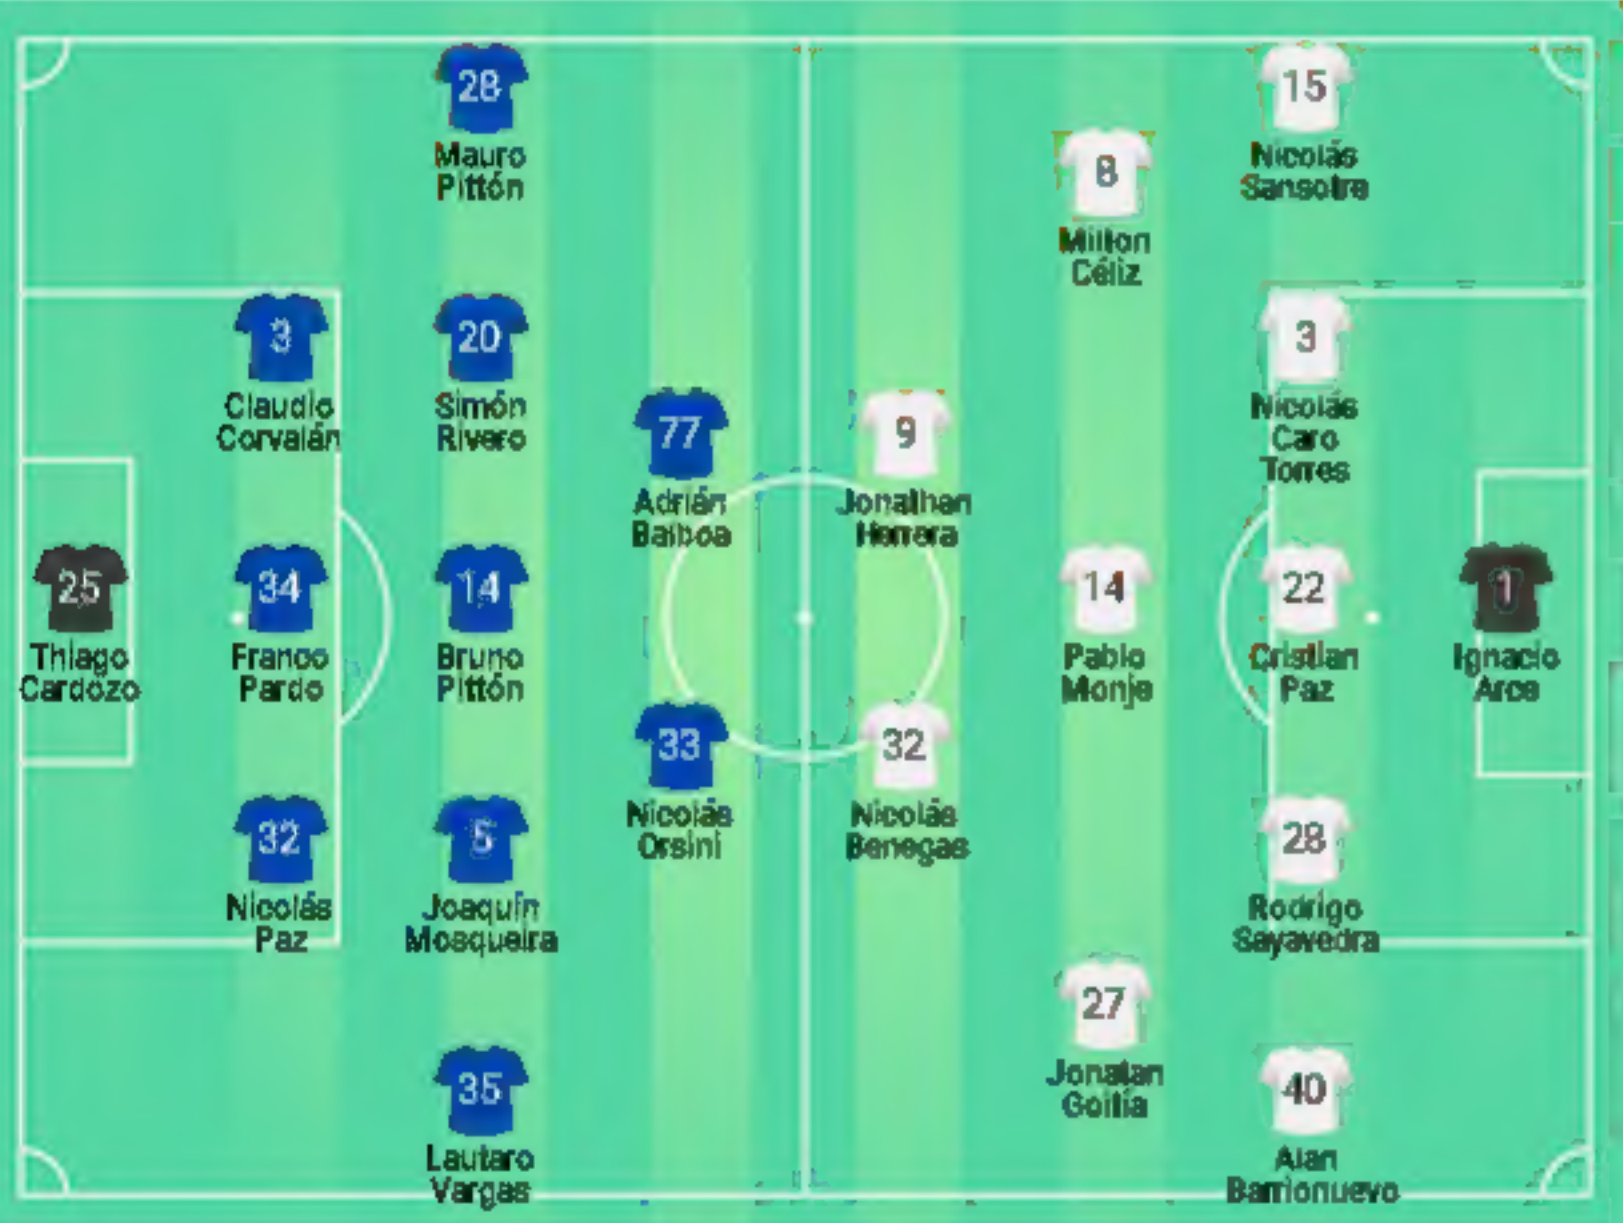 28
Mauro
Pittón
15
Nicolás
Sansotre
8
Milton
Céliz
3
Claudio
Corvalán
20
Simón
Rivero
3
Nicolás
Caro
Torres
77
Adrián
Balboa
9
Jonathan
Herrera
25
Thiago
Cardozo
34
Franco
Pardo
14
Bruno
Pittón
14
Pablo
Monje
22
Cristian
Paz
1
Ignacio
Arce
33
Nicolás
Orsini
32
Nicolás
Benegas
32
Nicolás
Paz
5
Joaquín
Mosqueira
28
Rodrigo
Sayavedra
27
Jonatan
Goitía
35
Lautaro
Vargas
40
Alan
Barrionuevo